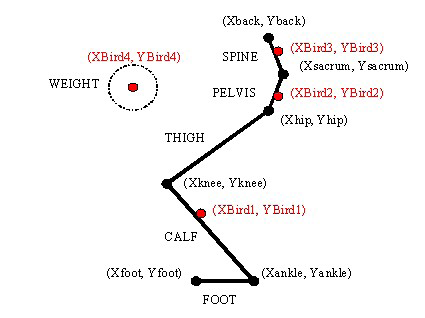 (Xback, Yback)
(XBird4, YBird4)
SPINE
(XBird3, YBird3)
(Xsacrum, Ysacrum)
WEIGHT
PELVIS
(XBird2, YBird2)
(Xhip, Yhip)
THIGH
(Xknee, Yknee)
(XBird1, YBird1)
CALF
(Xfoot, Yfoot)
(Xankle, Yankle)
FOOT